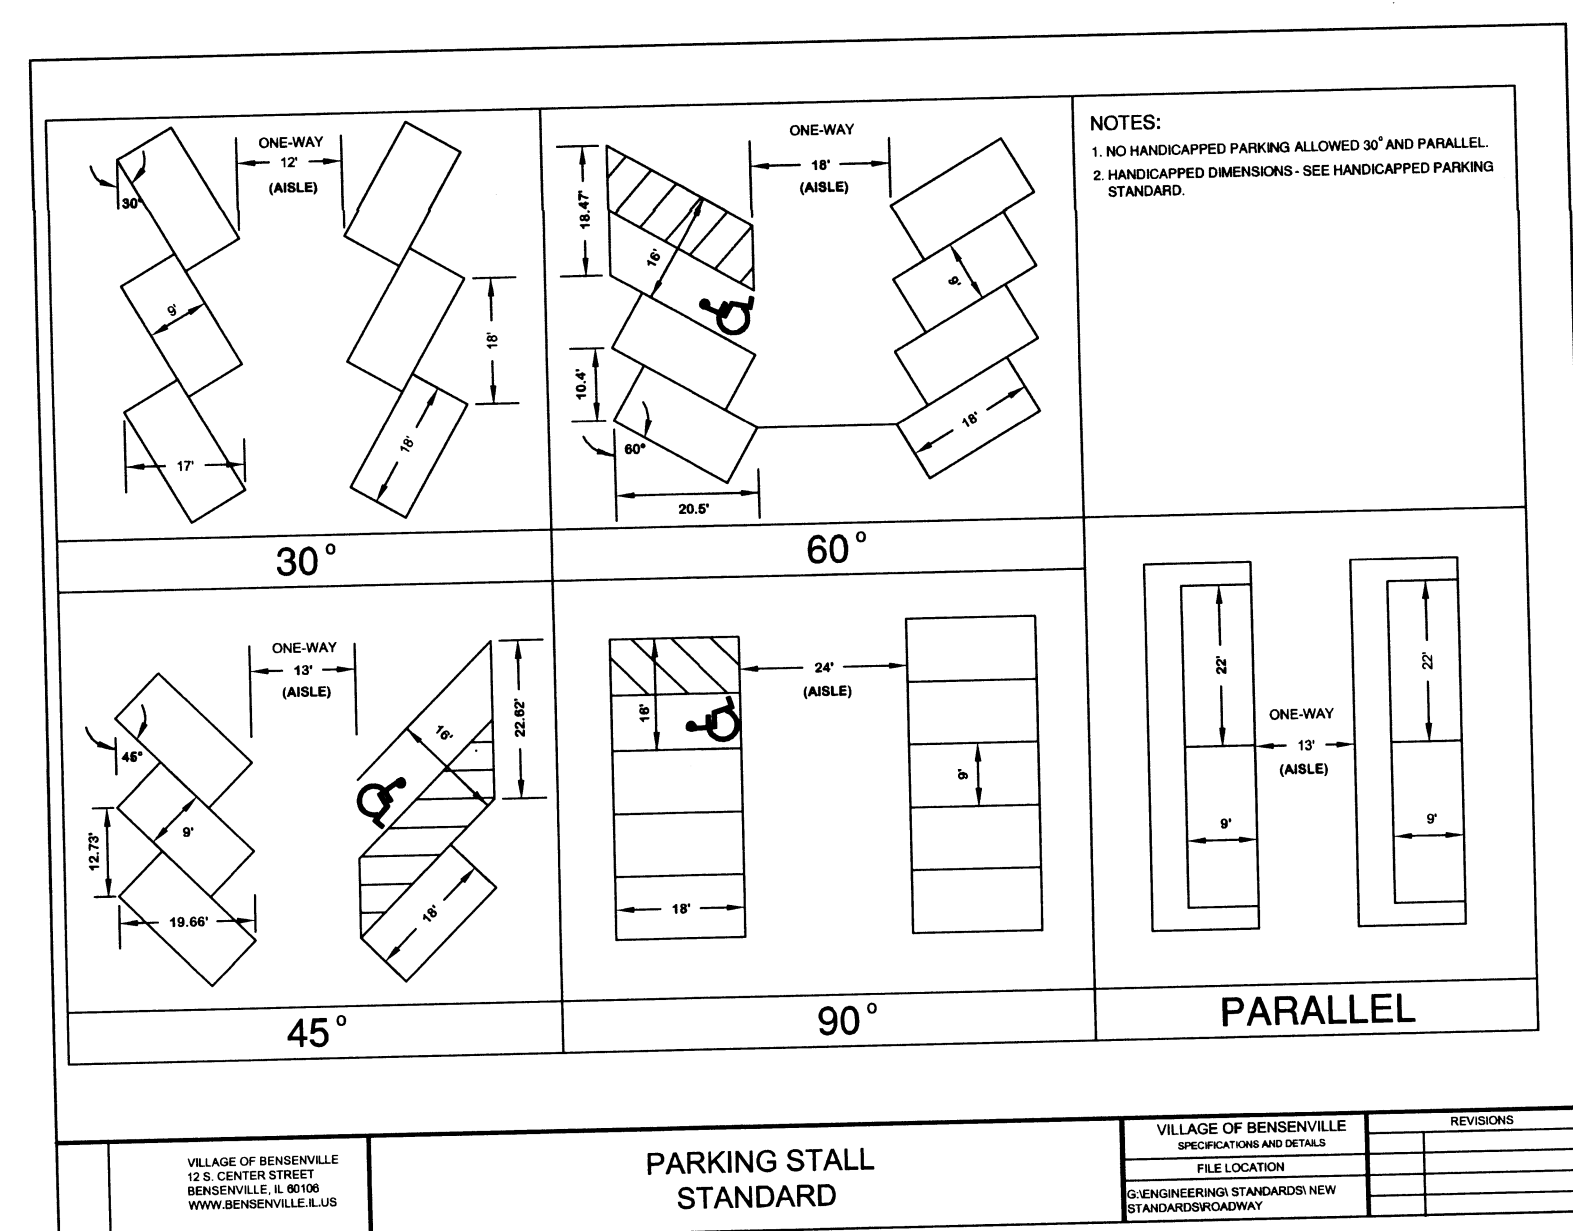 ONE-WAY
12'
(AISLE)
30°
9'
18'
18'
17'
30°
ONE-WAY
18'
(AISLE)
18.47'
16'
9'
10.4'
18'
60°
20.5'
60°
NOTES:
1. NO HANDICAPPED PARKING ALLOWED 30° AND PARALLEL.
2. HANDICAPPED DIMENSIONS - SEE HANDICAPPED PARKING
STANDARD.
ONE-WAY
13'
(AISLE)
45°
16'
22.62'
9'
12.73'
19.66'
18'
45°
24'
(AISLE)
16'
9'
18'
90°
22'
22'
ONE-WAY
13'
(AISLE)
9'
9'
PARALLEL
VILLAGE OF BENSENVILLE
12 S. CENTER STREET
BENSENVILLE, IL 60106
WWW.BENSENVILLE.IL.US
PARKING STALL
STANDARD
VILLAGE OF BENSENVILLE
SPECIFICATIONS AND DETAILS
FILE LOCATION
G:\ENGINEERING\ STANDARDS\ NEW
STANDARDS\ROADWAY
REVISIONS